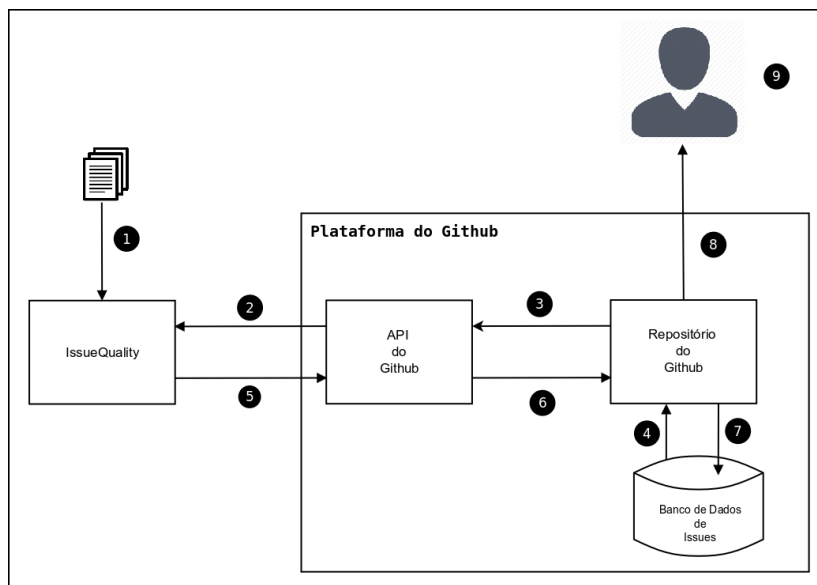 9
1
Plataforma do Github
8
2
3
IssueQuality
API
do
Github
Repositório
do
Github
5
6
4
7
Banco de Dados
de
Issues